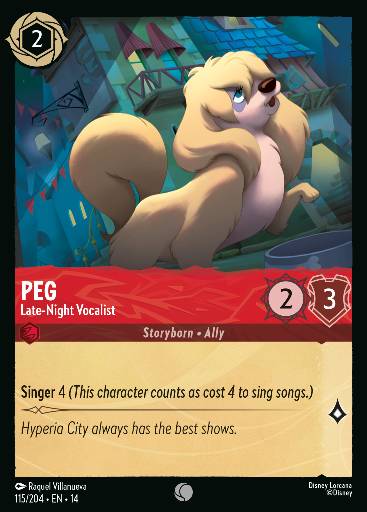 2
PEG
Late-Night Vocalist
2
3
Storyborn • Ally
Singer 4 (This character counts as cost 4 to sing songs.)
Hyperia City always has the best shows.
Raquel Villanueva
115/204 • EN • 14
Disney Lorcana
©Disney